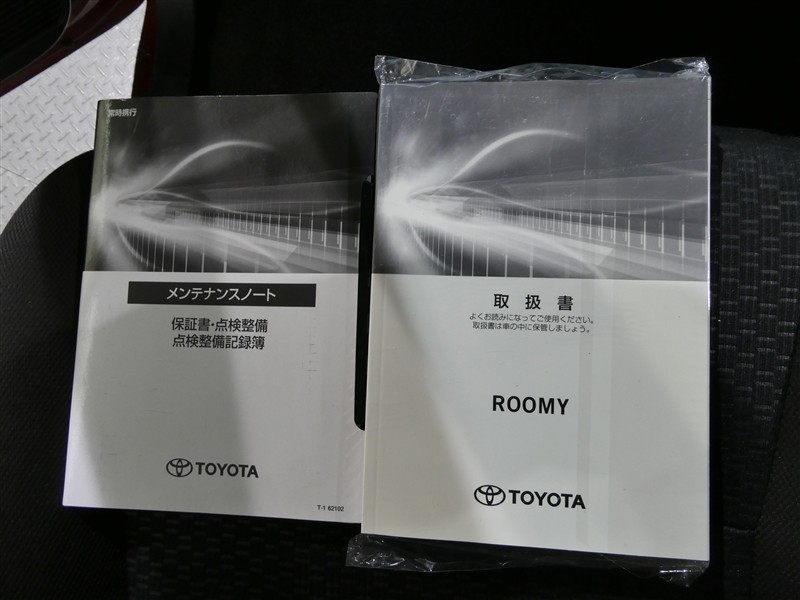 常時携行
メンテナンスノート
保証書・点検整備
点検整備記録簿
TOYOTA
T-1 62102
取扱書
よくお読みになってご使用ください。
取扱書は車の中に保管しましょう。
ROOMY
TOYOTA